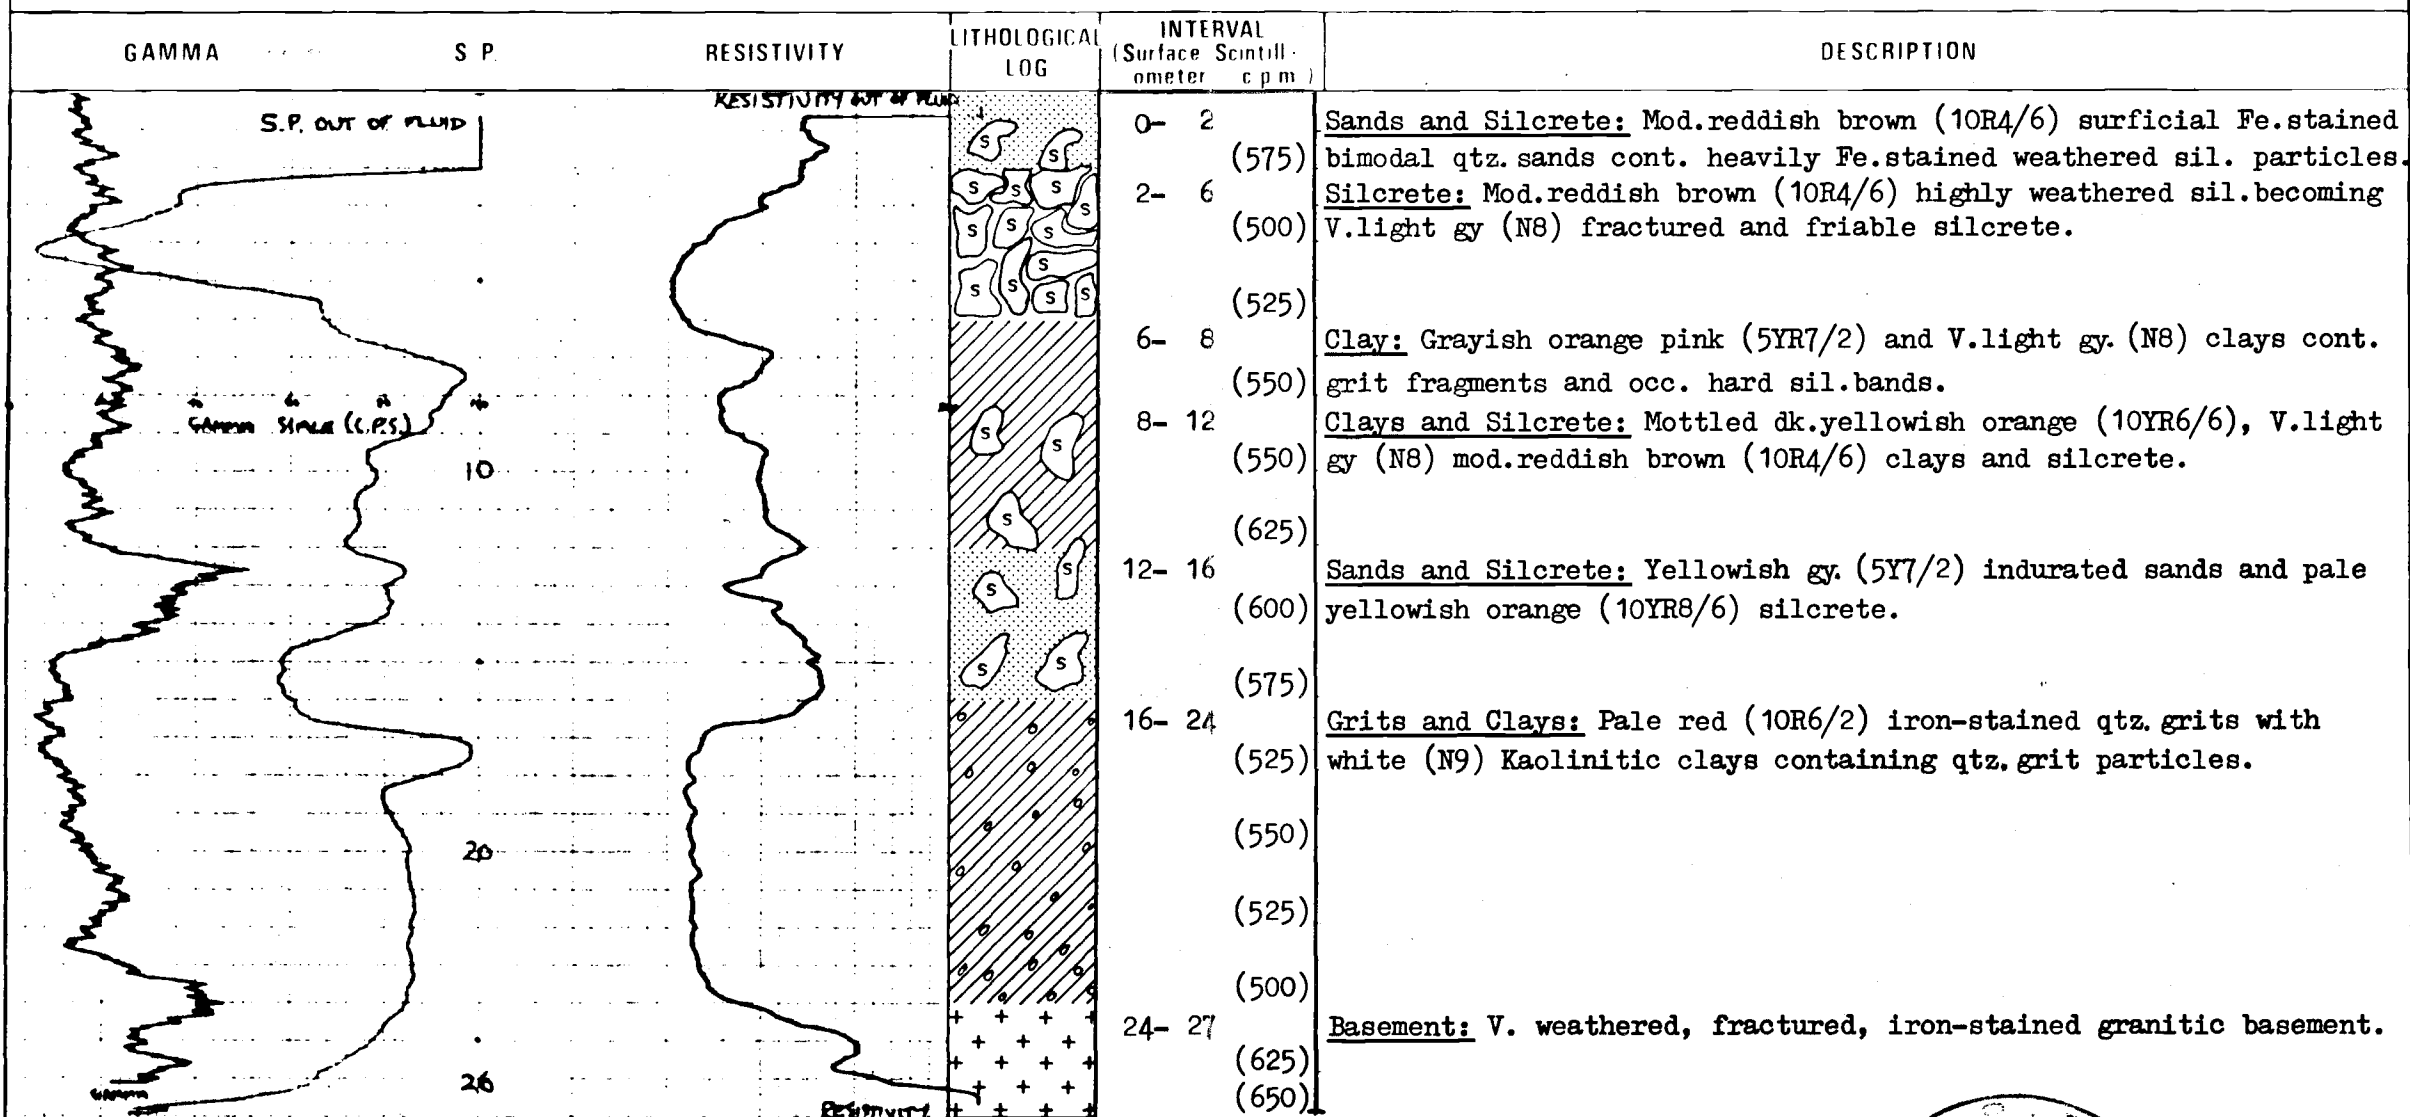 GAMMA S P. RESISTIVITY LITHOLOGICAL LOG INTERVAL (Surface Scintill- ometer c p m ) DESCRIPTION
RESISTIVITY OUT OF FLUID
S.P. OUT OF FLUID
0- 2 Sands and Silcrete: Mod.reddish brown (10R4/6) surficial Fe.stained
(575) bimodal qtz. sands cont. heavily Fe.stained weathered sil. particles.
2- 6 Silcrete: Mod.reddish brown (10R4/6) highly weathered sil.becoming
(500) V.light gy (N8) fractured and friable silcrete.
(525)
6- 8 Clay: Grayish orange pink (5YR7/2) and V.light gy. (N8) clays cont.
(550) grit fragments and occ. hard sil.bands.
GAMMA SCALE (C.P.S.)
8- 12 Clays and Silcrete: Mottled dk.yellowish orange (10YR6/6), V.light
10 (550) gy (N8) mod.reddish brown (10R4/6) clays and silcrete.
(625)
12- 16 Sands and Silcrete: Yellowish gy. (5Y7/2) indurated sands and pale
(600) yellowish orange (10YR8/6) silcrete.
(575)
16- 24 Grits and Clays: Pale red (10R6/2) iron-stained qtz. grits with
(525) white (N9) Kaolinitic clays containing qtz. grit particles.
(550)
20
(525)
(500)
24- 27 Basement: V. weathered, fractured, iron-stained granitic basement.
(625)
26 (650)
GAMMA RESISTIVITY
S S S S S S S S S S S S S S S S S S S S